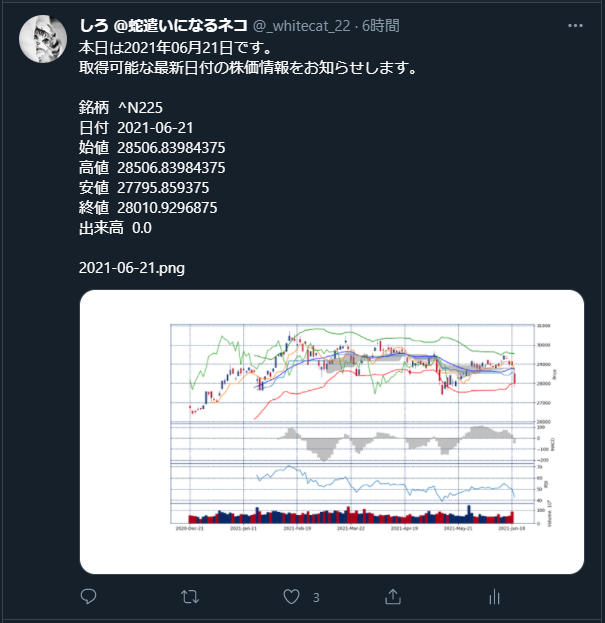 しろ @蛇遣いになるネコ @_whitecat_22 · 6時間
本日は2021年06月21日です。
取得可能な最新日付の株価情報をお知らせします。
銘柄 ^N225
日付 2021-06-21
始値 28506.83984375
高値 28506.83984375
安値 27795.859375
終値 28010.9296875
出来高 0.0
2021-06-21.png
31000
30000
29000
28000
27000
26000
Price
100
0
-100
-200
MACD
70
60
50
40
RSI
100
0
Volume 10^6
2020-Dec-21
2021-Jan-28
2021-Feb-18
2021-Mar-22
2021-Apr-19
2021-May-21
2021-Jun-18
3